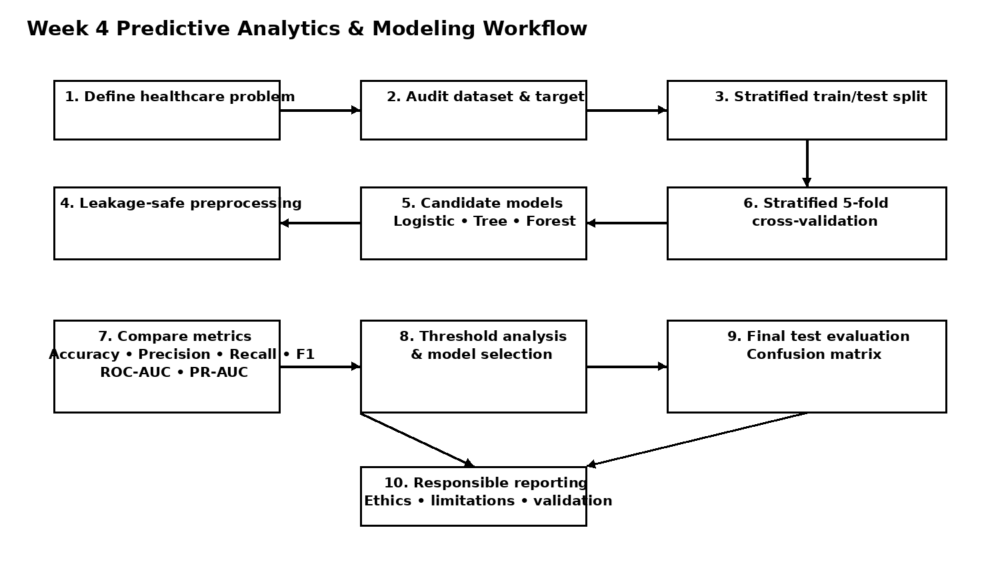 Week 4 Predictive Analytics & Modeling Workflow
1. Define healthcare problem
2. Audit dataset & target
3. Stratified train/test split
4. Leakage-safe preprocessing
5. Candidate models
Logistic • Tree • Forest
6. Stratified 5-fold
cross-validation
7. Compare metrics
Accuracy • Precision • Recall • F1
ROC-AUC • PR-AUC
8. Threshold analysis
& model selection
9. Final test evaluation
Confusion matrix
10. Responsible reporting
Ethics • limitations • validation